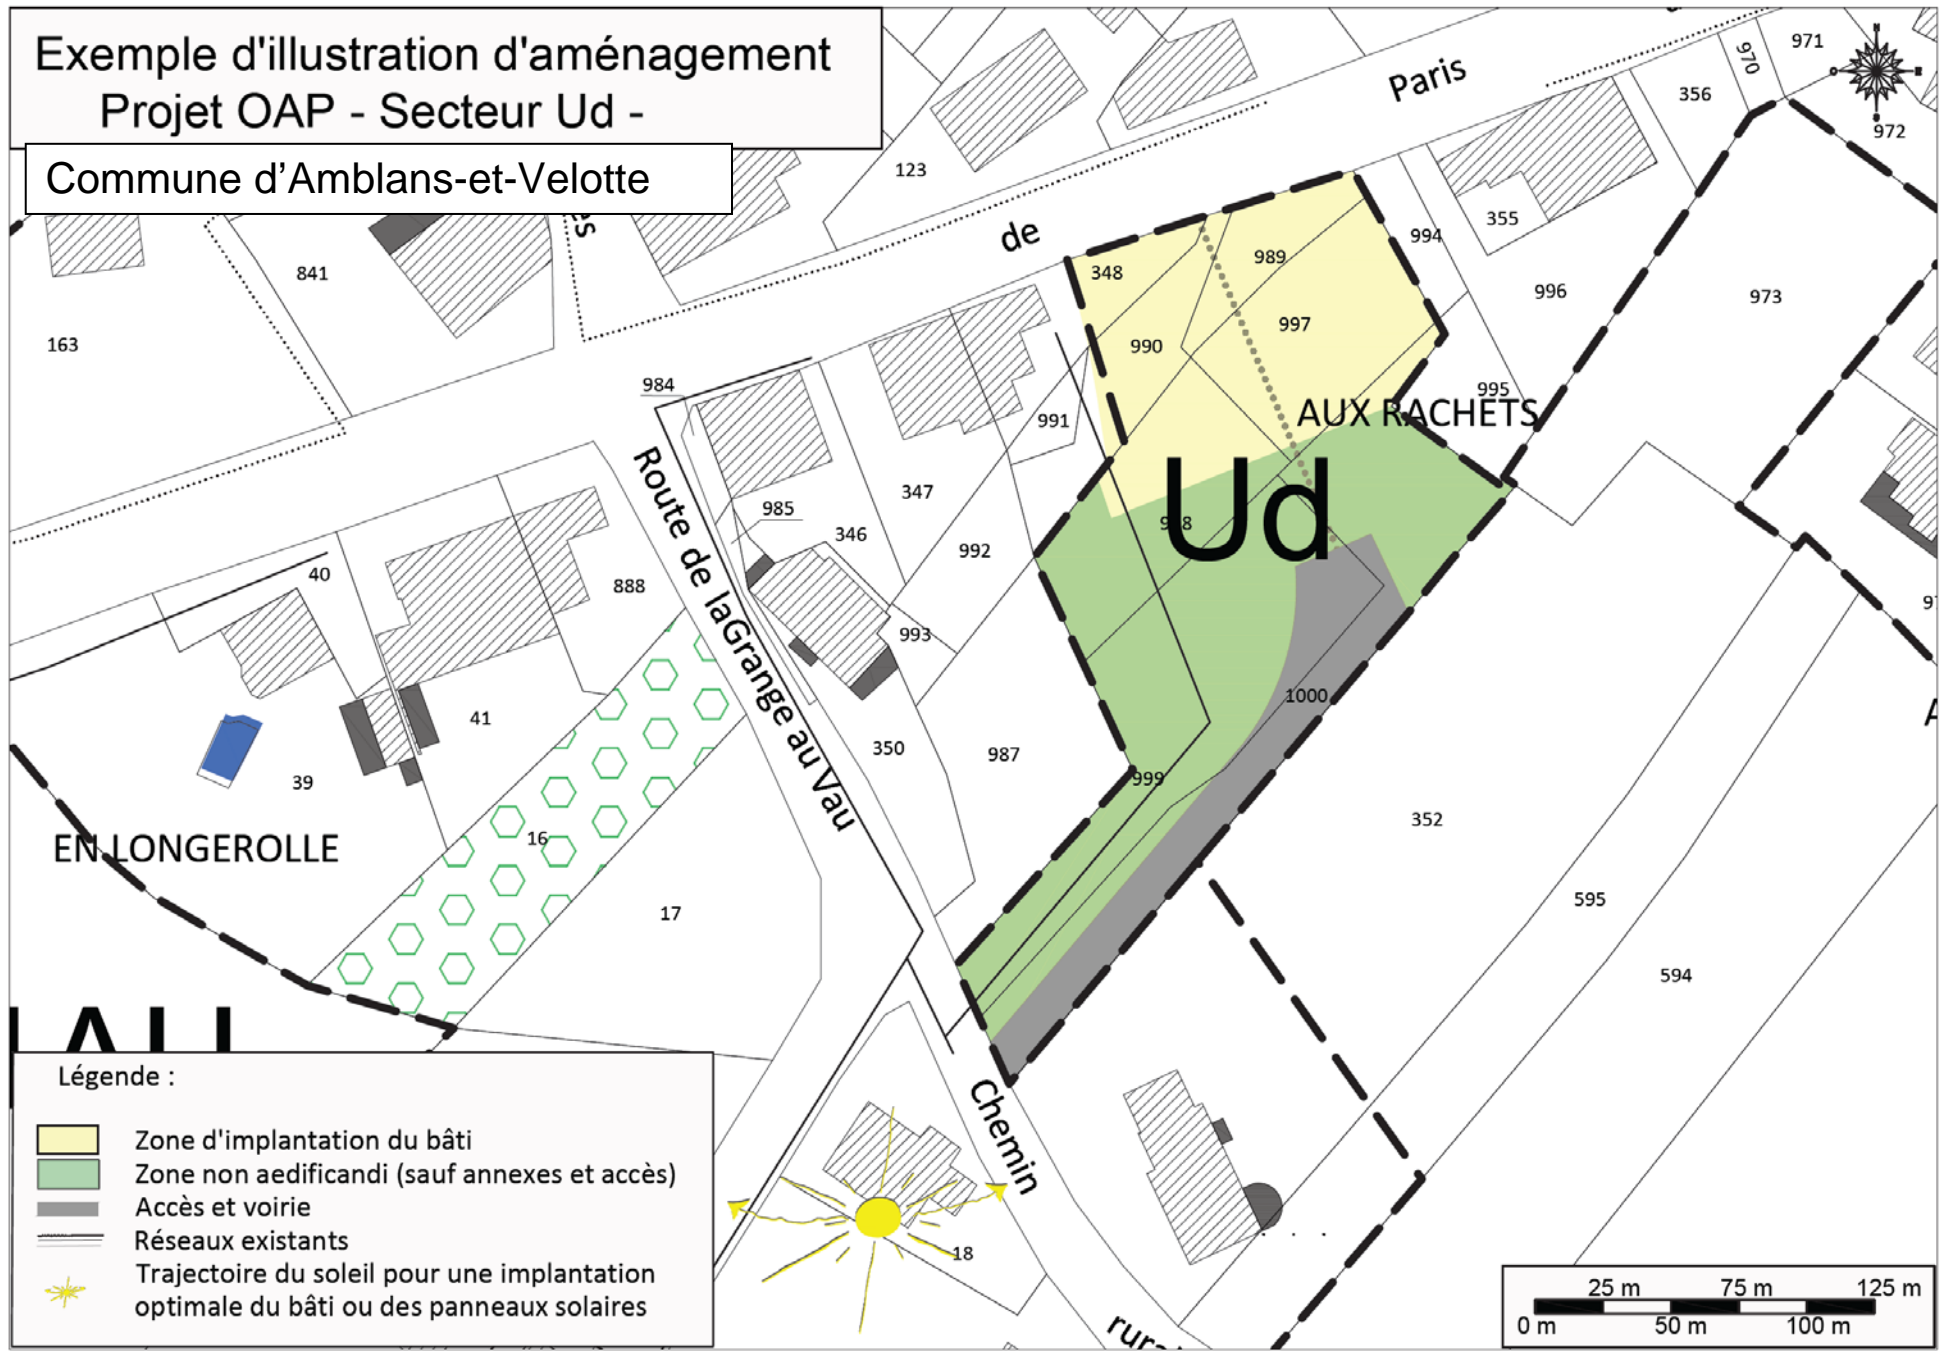 Exemple d'illustration d'aménagement
Projet OAP - Secteur Ud -
Commune d'Amblans-et-Velotte
Paris
de
971
970
356
972
N
O
E
S
123
355
994
996
973
989
348
997
990
995
AUX RACHETS
Ud
841
163
984
991
985
347
346
992
993
Route de laGrange au Vau
40
888
41
39
EN LONGEROLLE
16
17
350
987
999
1000
352
595
594
Chemin
18
Légende :
Zone d'implantation du bâti
Zone non aedificandi (sauf annexes et accès)
Accès et voirie
Réseaux existants
Trajectoire du soleil pour une implantation
optimale du bâti ou des panneaux solaires
25 m 75 m 125 m
0 m 50 m 100 m